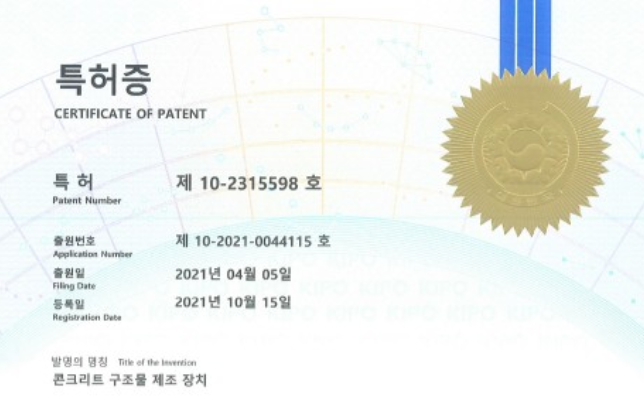 특허증
CERTIFICATE OF PATENT
특 허 제 10-2315598 호
Patent Number
출원번호 제 10-2021-0044115 호
Application Number
출원일 2021년 04월 05일
Filing Date
등록일 2021년 10월 15일
Registration Date
발명의 명칭 Title of the Invention
콘크리트 구조물 제조 장치
KIPO KIPO KIPO KIPO